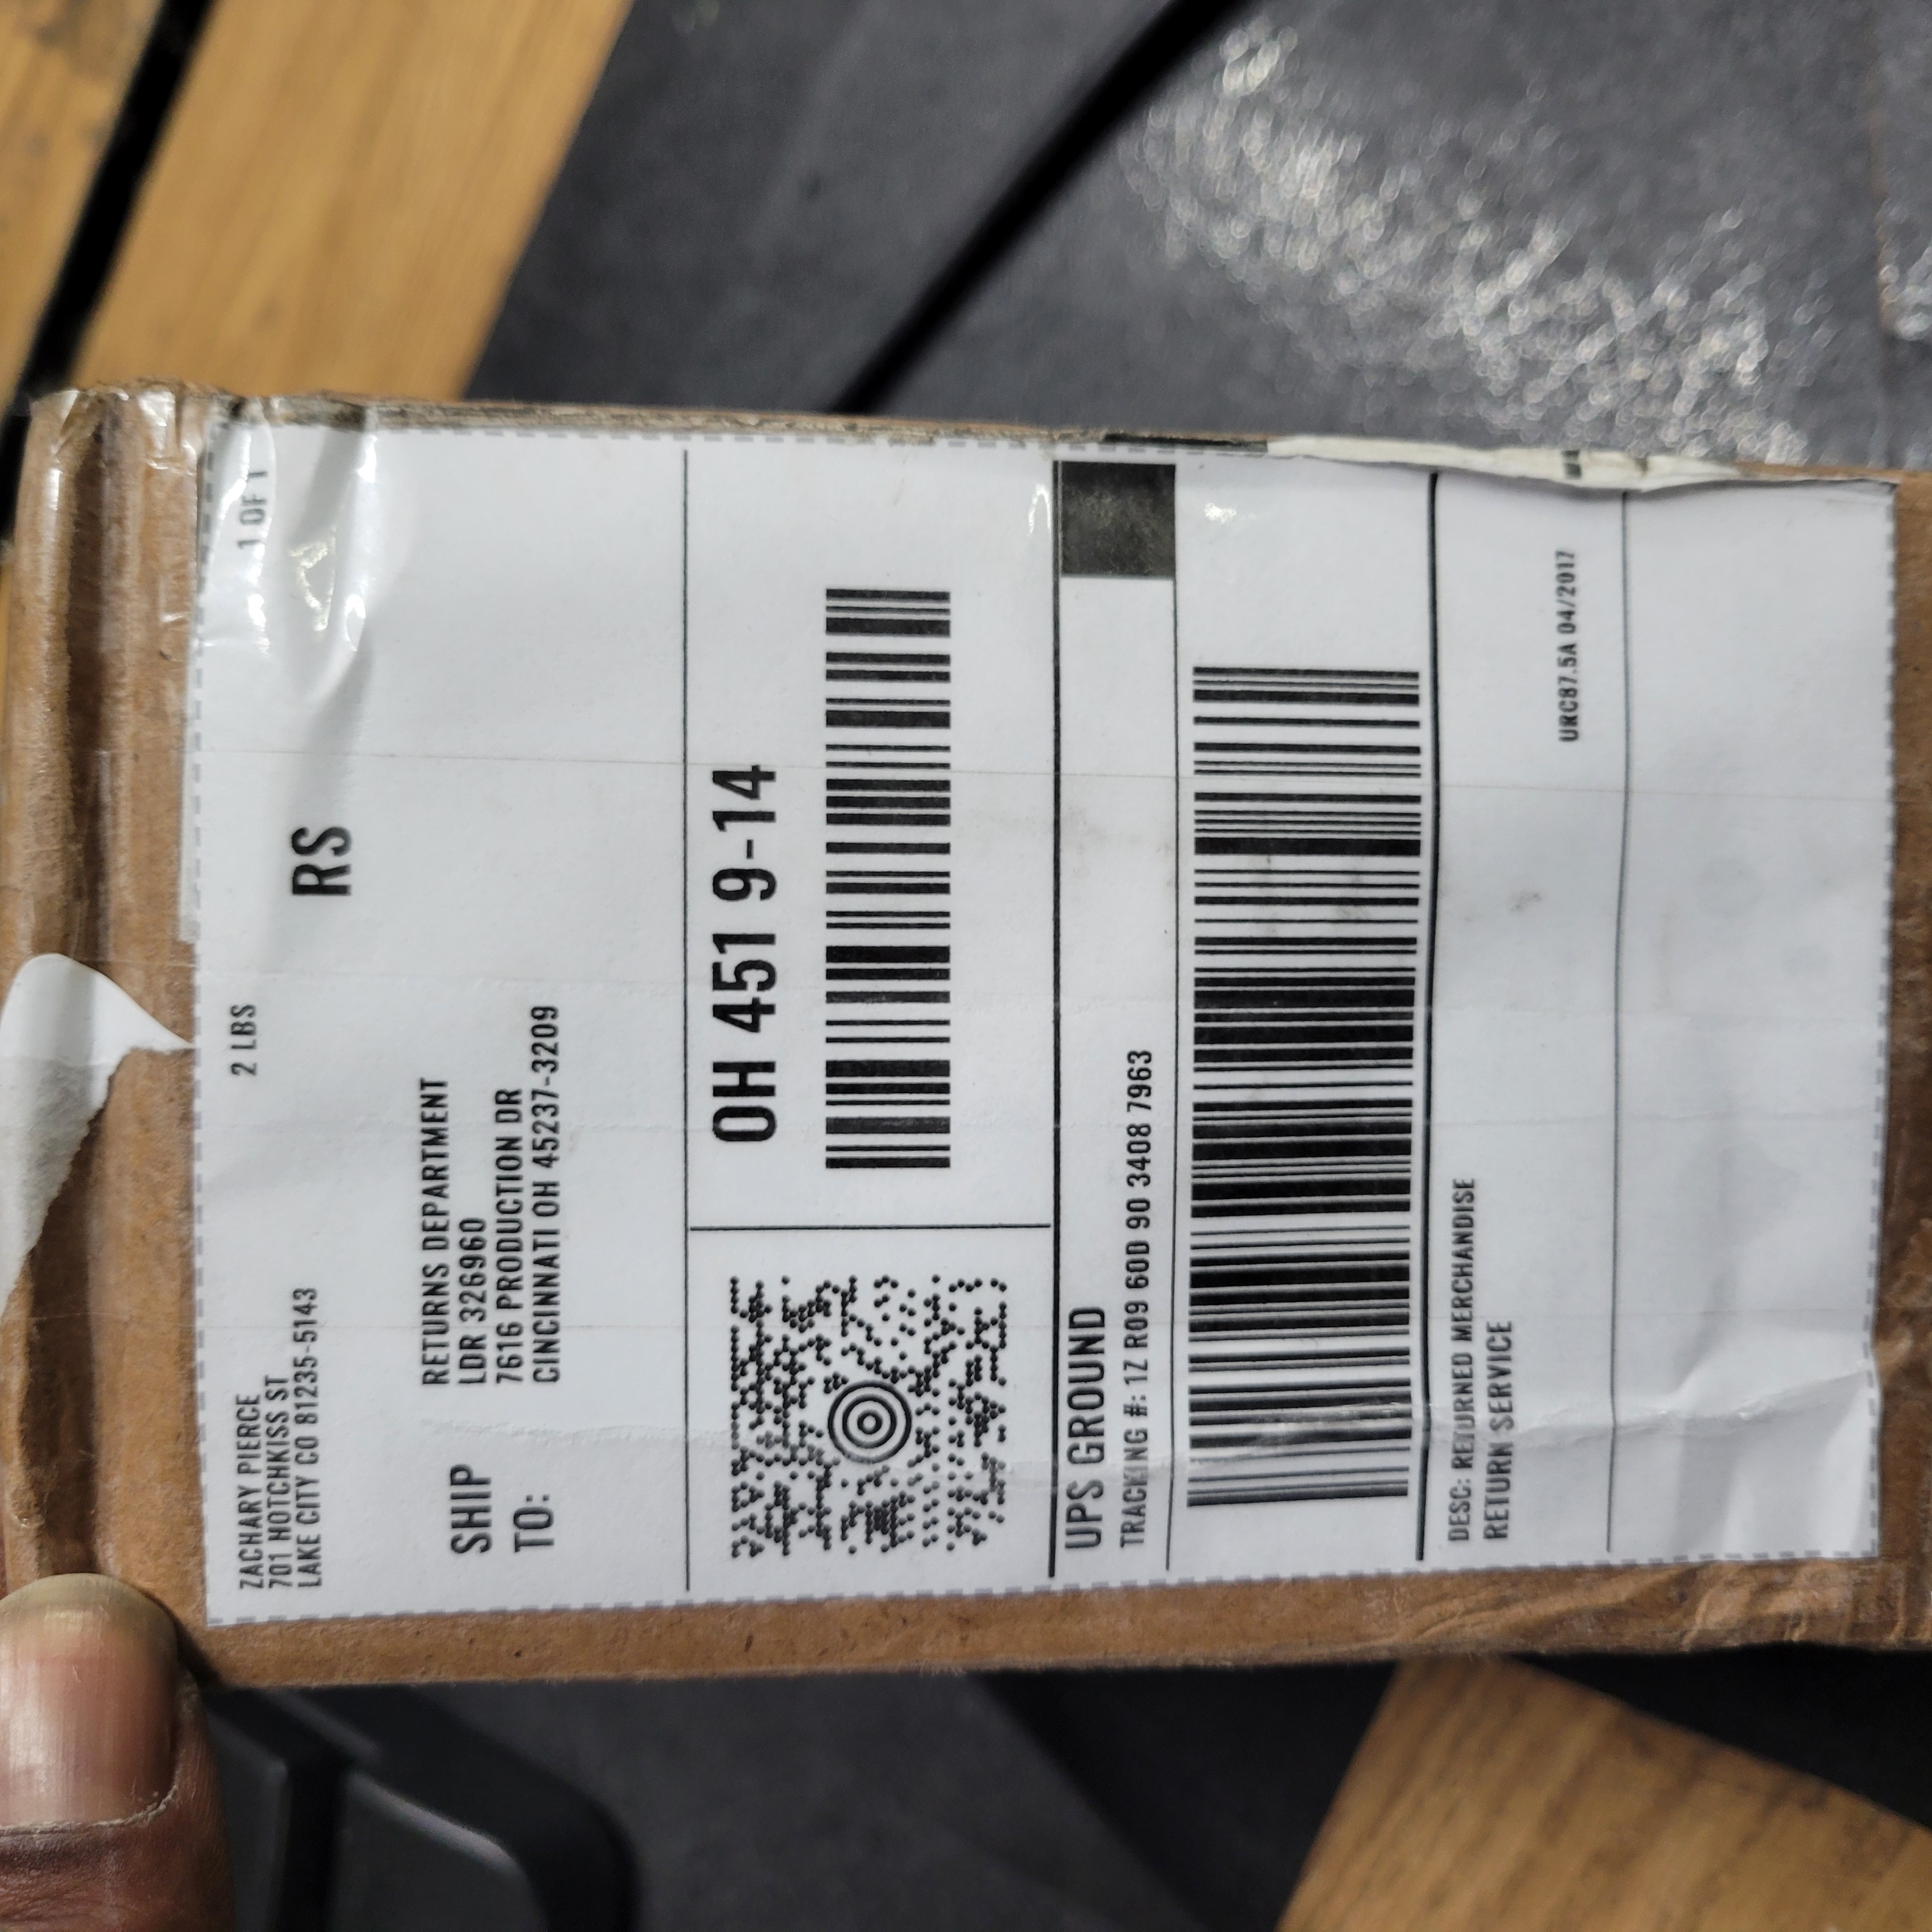 ZACHARY PIERCE
701 HOTCHKISS ST
LAKE CITY CO 81235-5143
2 LBS
1 OF 1
RS
SHIP
TO:
RETURNS DEPARTMENT
LDR 326960
7616 PRODUCTION DR
CINCINNATI OH 45237-3209
OH 451 9-14
UPS GROUND
TRACKING #: 1Z R09 60D 90 3408 7963
DESC: RETURNED MERCHANDISE
RETURN SERVICE
URC87.5A 04/2017